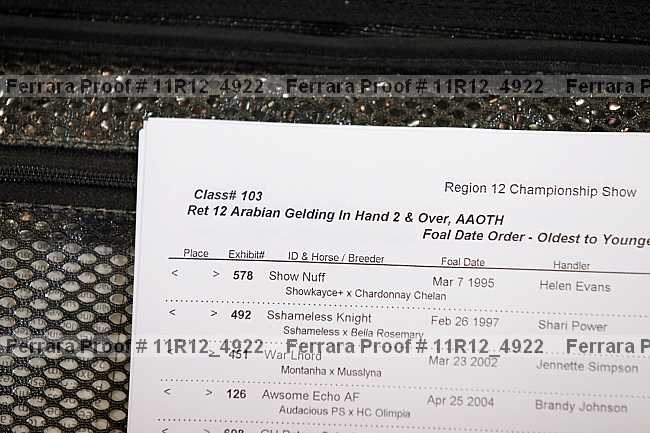 Ferrara Proof # 11R12_4922 Ferrara Proof # 11R12_4922 Ferrara
Region 12 Championship Show
Class# 103
Ret 12 Arabian Gelding In Hand 2 & Over, AAOTH
Foal Date Order - Oldest to Younge
Place Exhibit# ID & Horse / Breeder Foal Date Handler
< > 578 Show Nuff Mar 7 1995 Helen Evans
Showkayce+ x Chardonnay Chelan
< > 492 Sshameless Knight Feb 26 1997 Shari Power
Sshameless x Bella Rosemary
Ferrara Proof # 11R12_4922 Ferrara Proof # 11R12_4922 Ferrara
451 War Lhord Mar 23 2002 Jennette Simpson
Montanha x Musslyna
< > 126 Awsome Echo AF Apr 25 2004 Brandy Johnson
Audacious PS x HC Olimpia